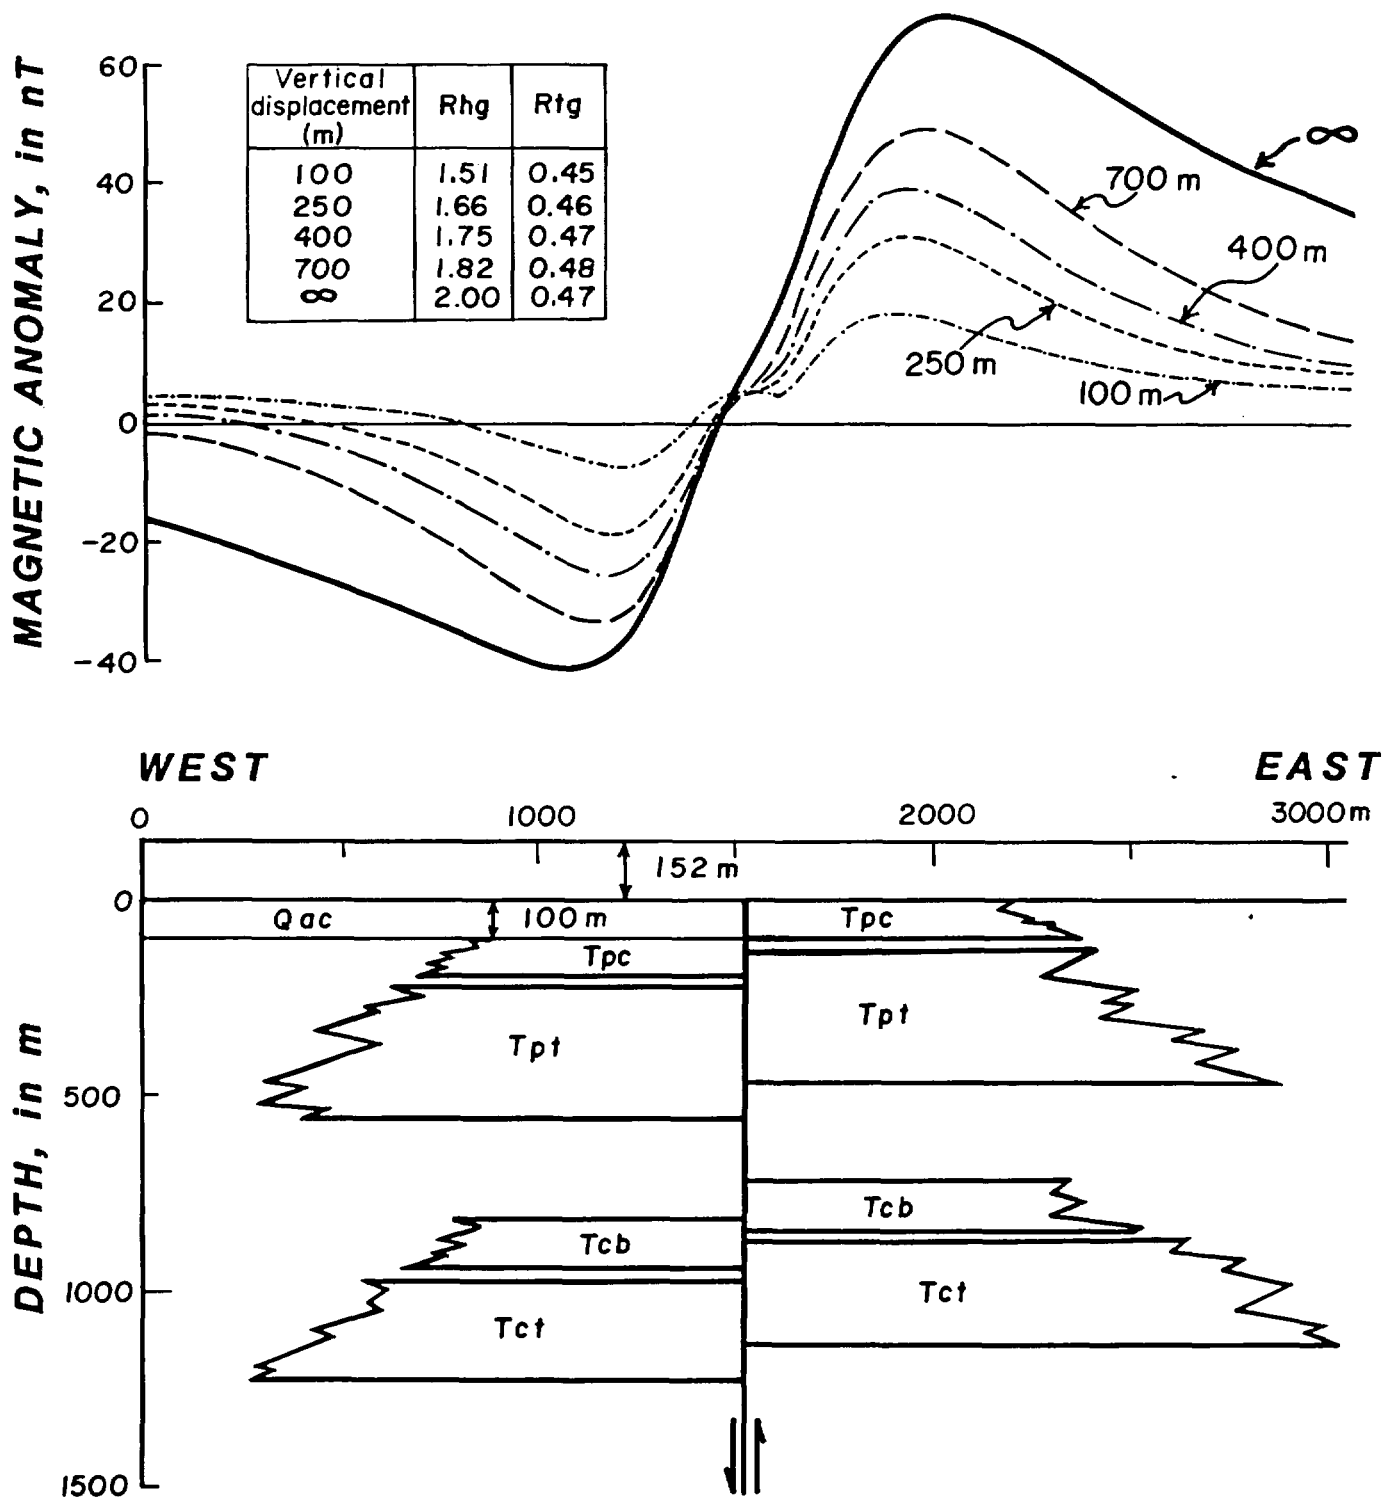 MAGNETIC ANOMALY, in nT
60
40
20
0
-20
-40
Vertical displacement (m) Rhg Rtg
100 1.51 0.45
250 1.66 0.46
400 1.75 0.47
700 1.82 0.48
∞ 2.00 0.47
∞
700 m
400 m
250 m
100 m
WEST EAST
0 1000 2000 3000 m
152 m
DEPTH, in m
0
500
1000
1500
Qac 100 m Tpc
Tpc
Tpt Tpt
Tcb Tcb
Tct Tct